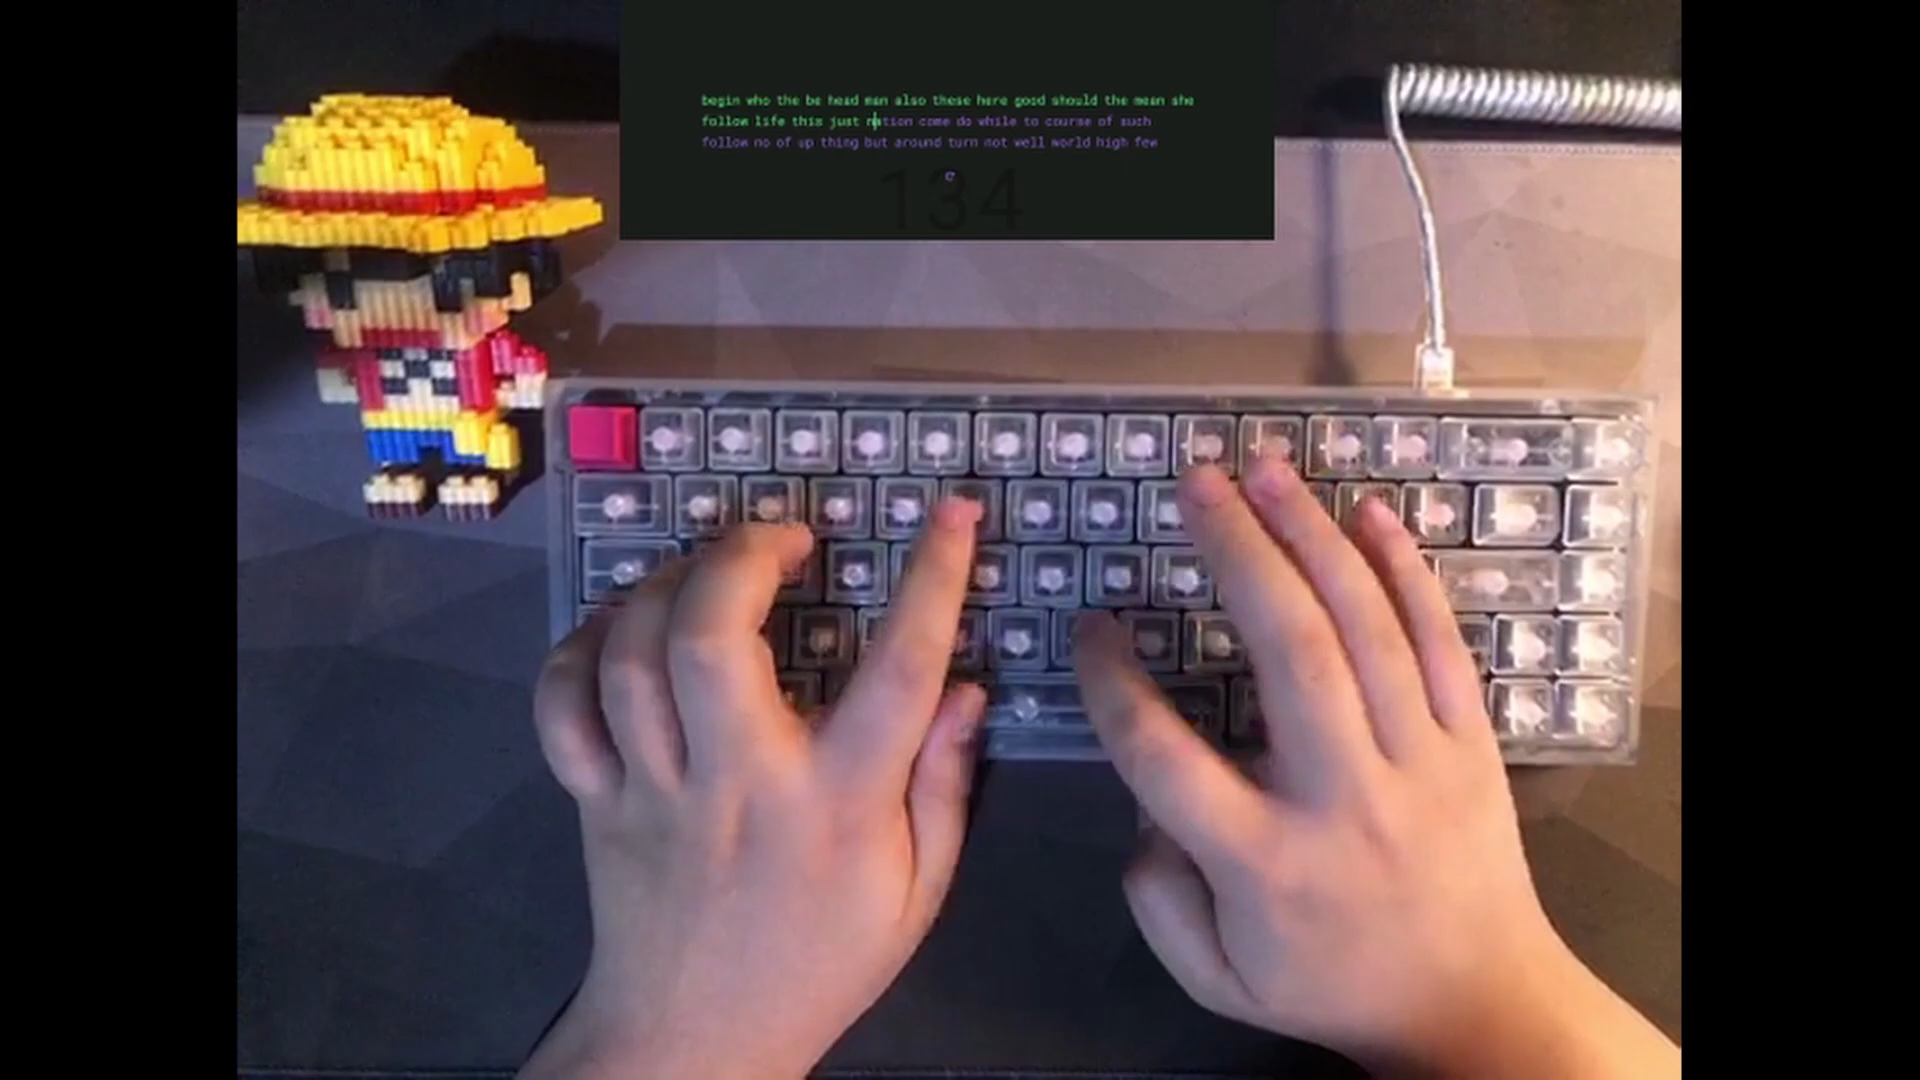 begin who the be head man also these here good should the mean she
follow life this just nation come do while to course of such
follow no of up thing but around turn not well world high few
134